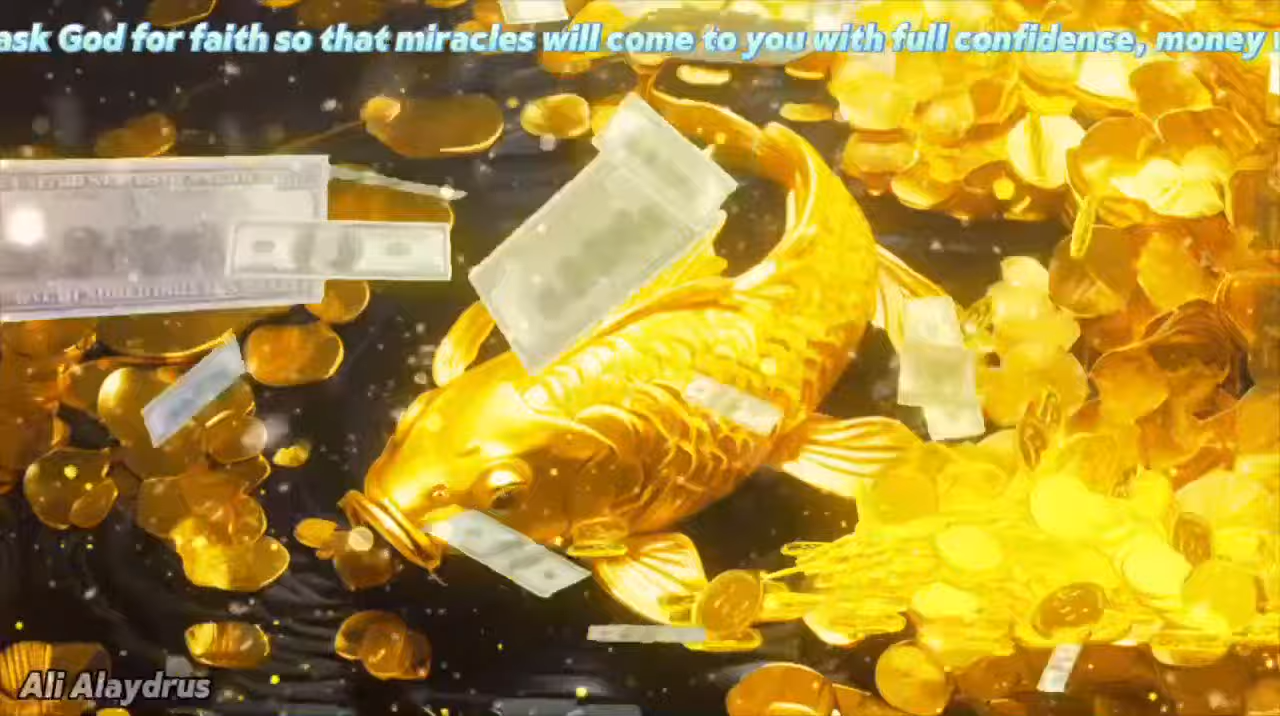 ask God for faith so that miracles will come to you with full confidence, money
Ali Alaydrus